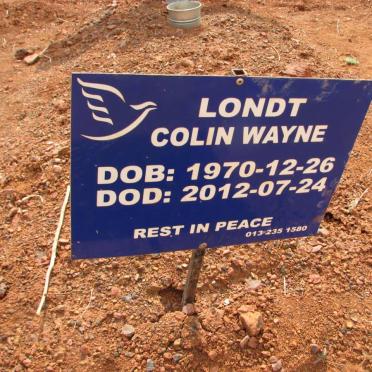 LONDT
COLIN WAYNE
DOB: 1970-12-26
DOD: 2012-07-24
REST IN PEACE
013-235 1580